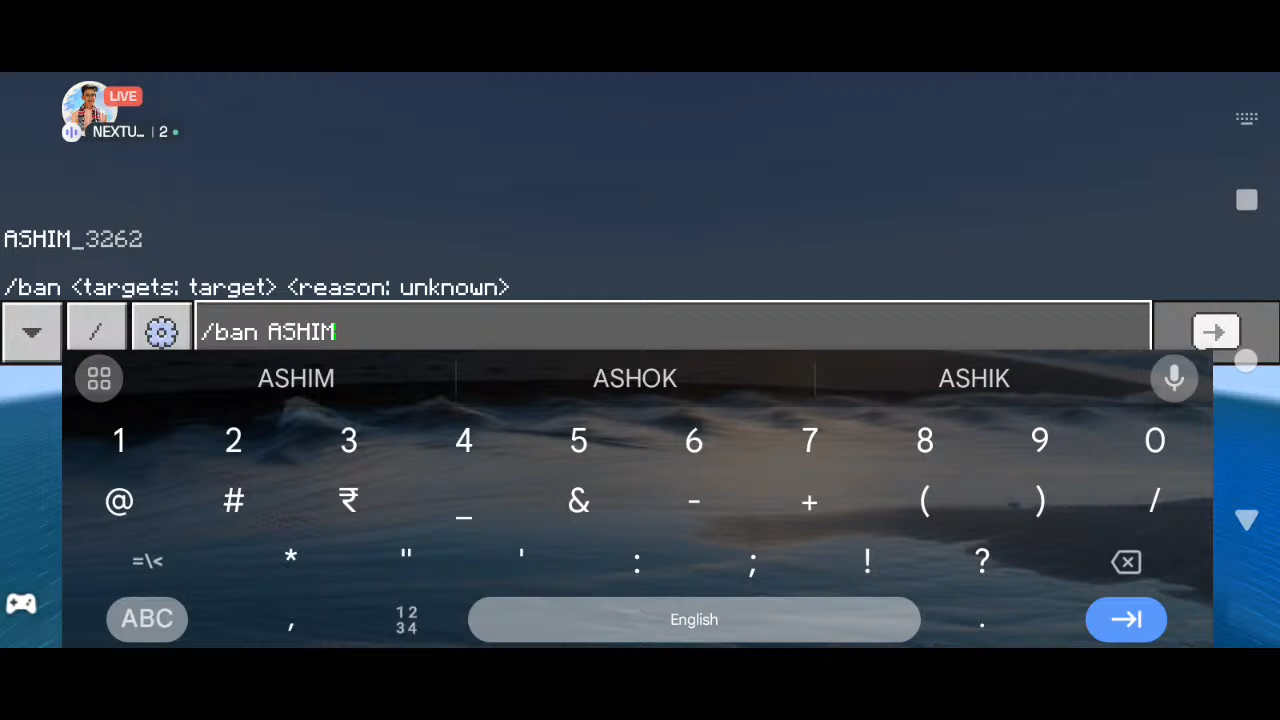 LIVE
NEXTU... | 2
ASHIM_3262
/ban <targets: target> <reason: unknown>
/ /ban ASHIM
ASHIM ASHOK ASHIK
1 2 3 4 5 6 7 8 9 0
@ # ₹ _ & - + ( ) /
=\< * " ' : ; ! ?
ABC , 12 34 English .